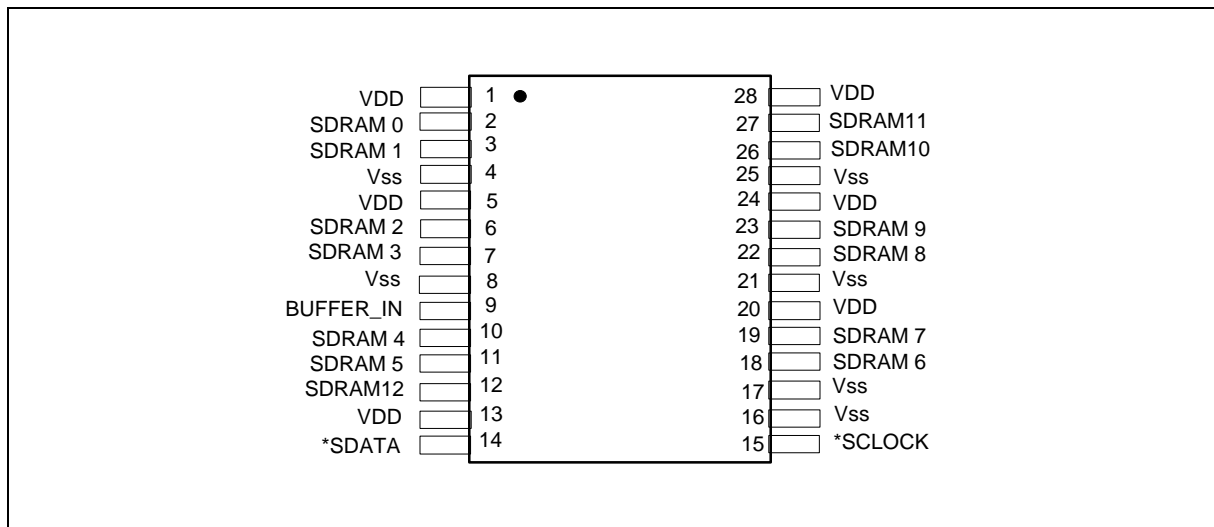 VDD 1 28 VDD
SDRAM 0 2 27 SDRAM11
SDRAM 1 3 26 SDRAM10
Vss 4 25 Vss
VDD 5 24 VDD
SDRAM 2 6 23 SDRAM 9
SDRAM 3 7 22 SDRAM 8
Vss 8 21 Vss
BUFFER_IN 9 20 VDD
SDRAM 4 10 19 SDRAM 7
SDRAM 5 11 18 SDRAM 6
SDRAM12 12 17 Vss
VDD 13 16 Vss
*SDATA 14 15 *SCLOCK